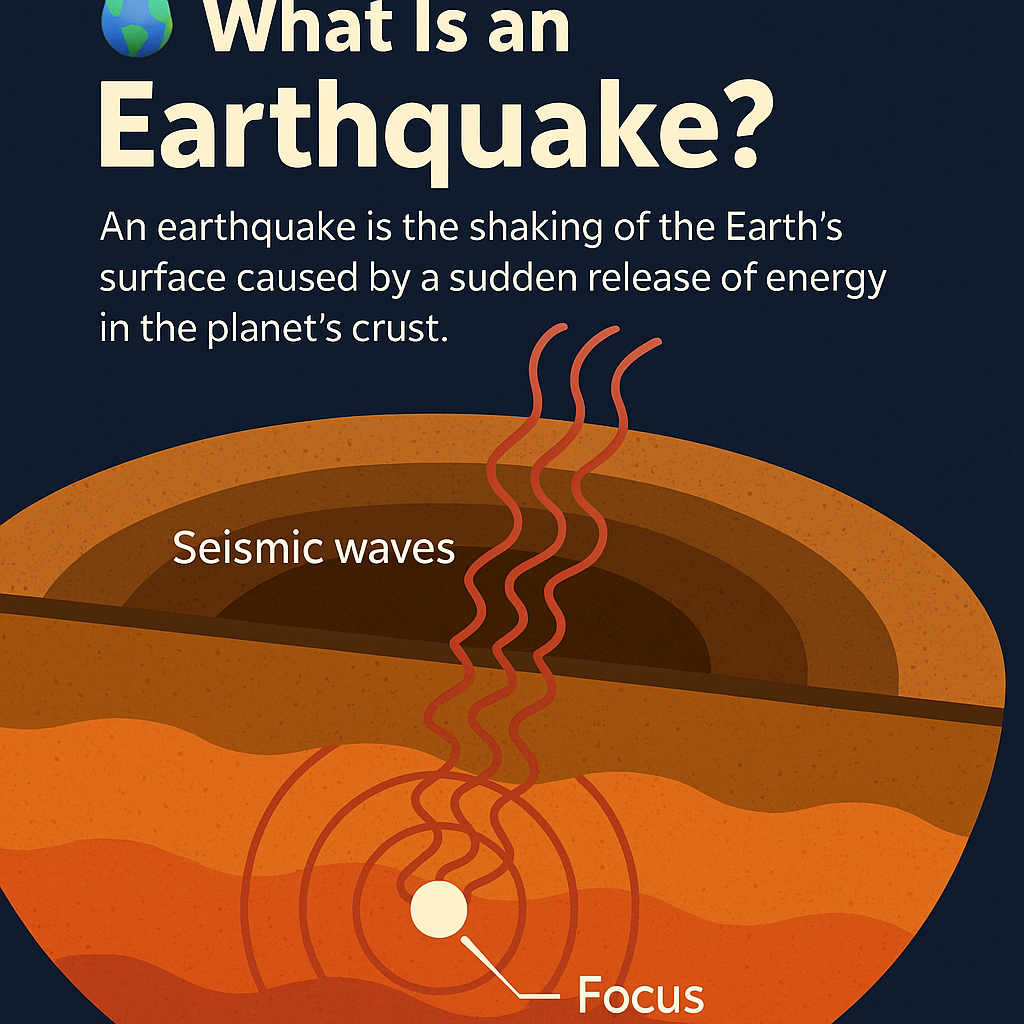 What Is an
Earthquake?
An earthquake is the shaking of the Earth’s
surface caused by a sudden release of energy
in the planet’s crust.
Seismic waves
Focus